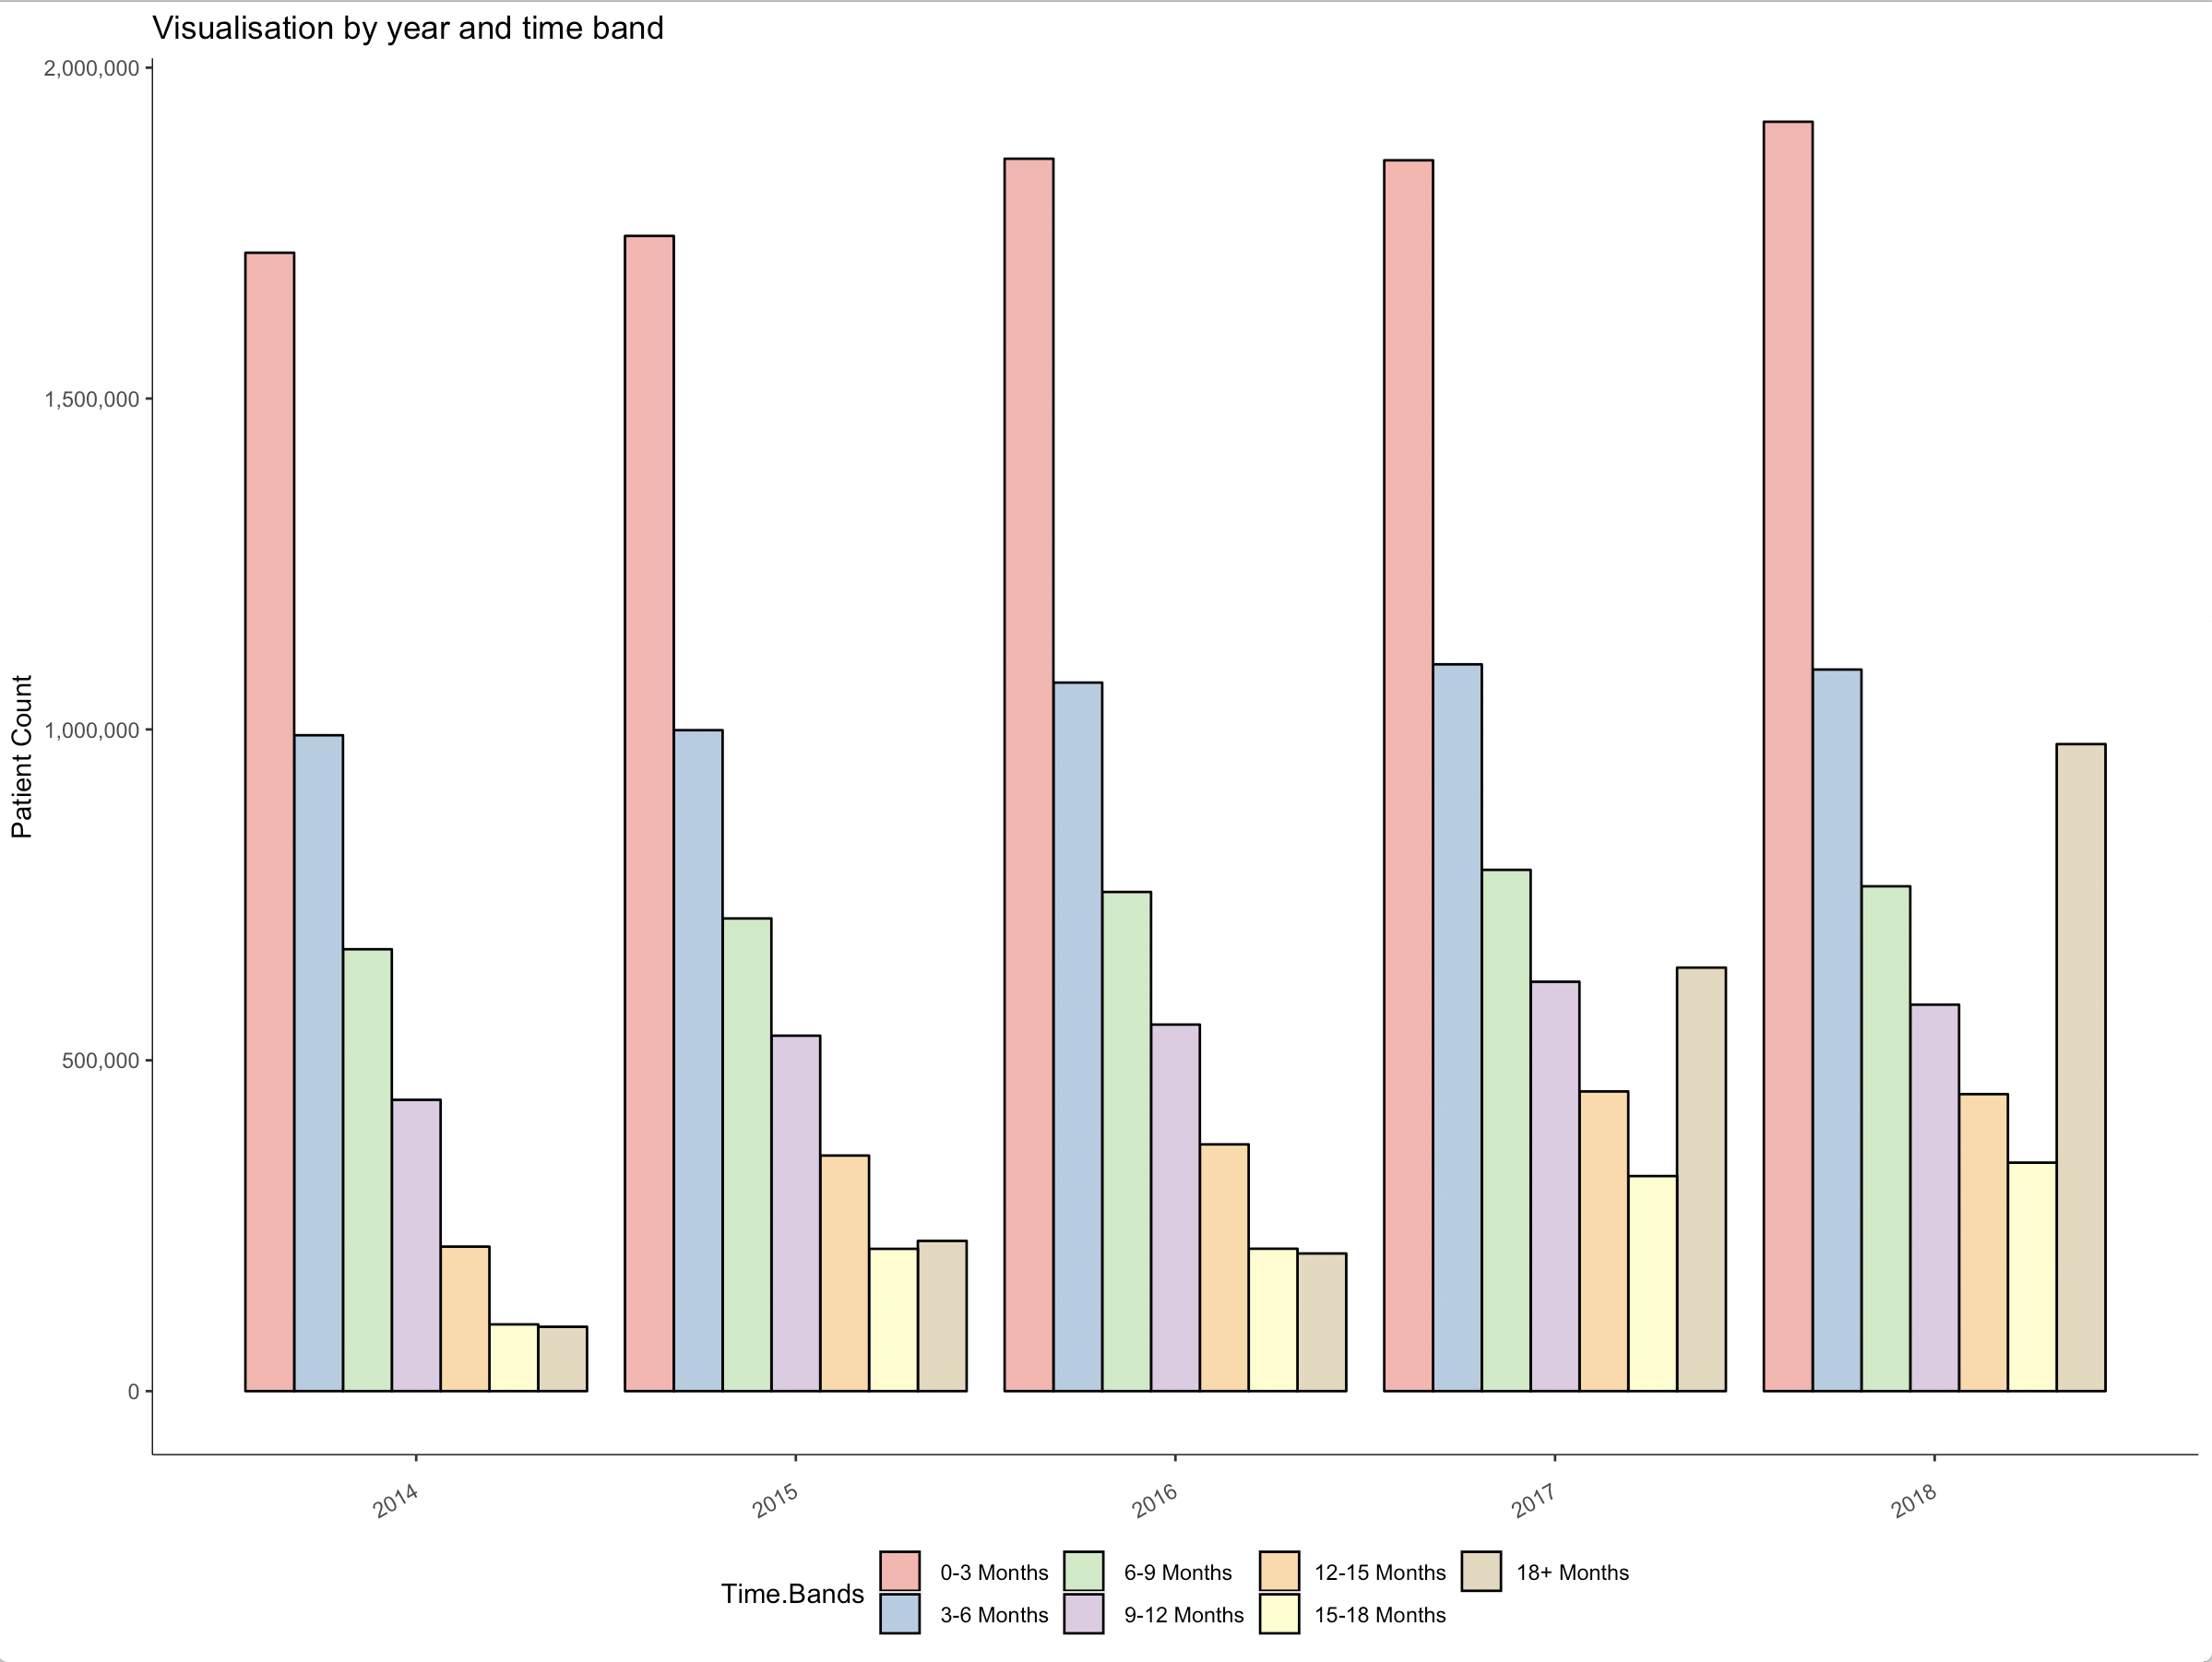 Visualisation by year and time band
Patient Count
2,000,000
1,500,000
1,000,000
500,000
0
2014 2015 2016 2017 2018
Time.Bands
0-3 Months 6-9 Months 12-15 Months 18+ Months
3-6 Months 9-12 Months 15-18 Months